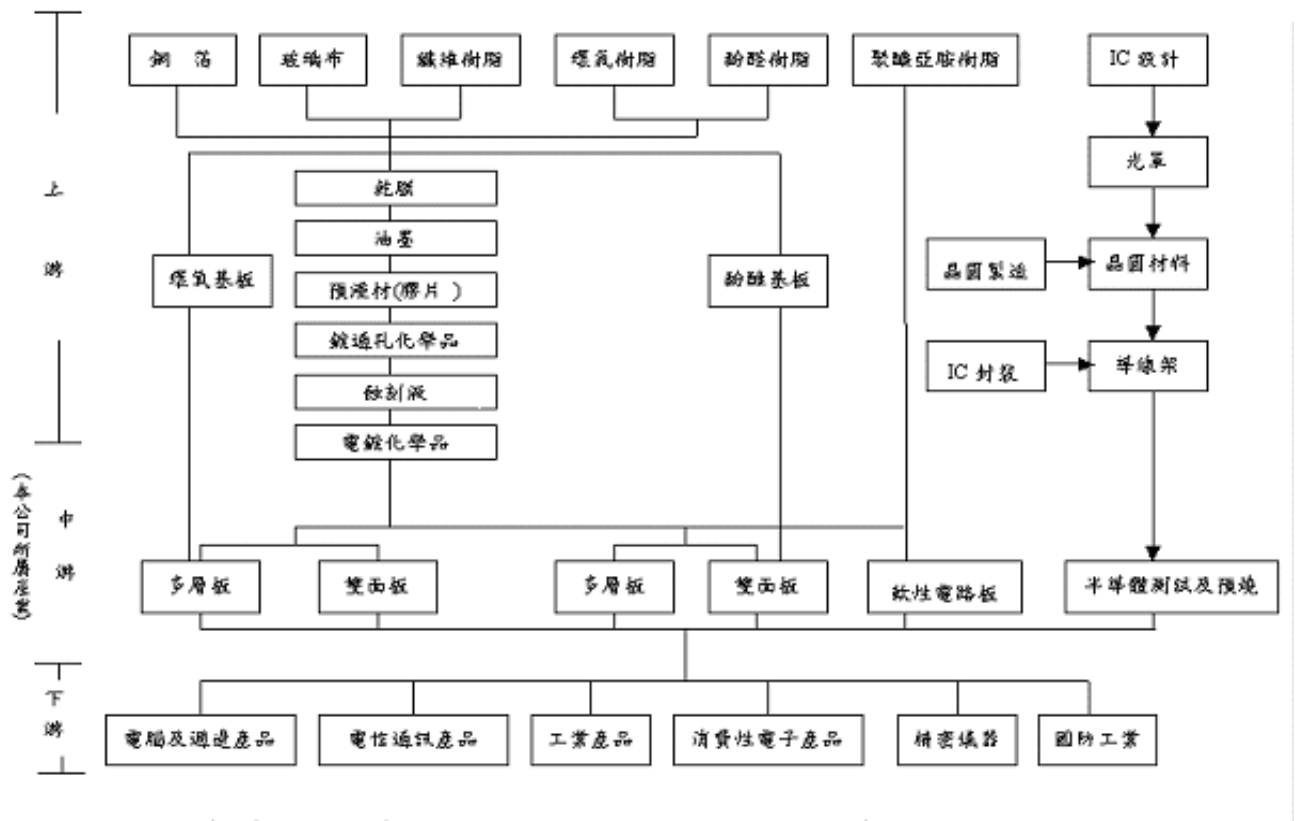 銅 箔
玻璃布
纖維樹脂
環氧樹脂
酚醛樹脂
聚醯亞胺樹脂
IC 設計
光罩
上游
乾膜
油墨
預浸材(膠片 )
鍍通孔化學品
蝕刻液
電鍍化學品
環氧基板
酚醛基板
晶圓製造
晶圓材料
IC 封裝
導線架
中游
(本公司所屬產業)
多層板
雙面板
多層板
雙面板
軟性電路板
半導體測試及預燒
下游
電腦及週邊產品
電信通訊產品
工業產品
消費性電子產品
精密儀器
國防工業